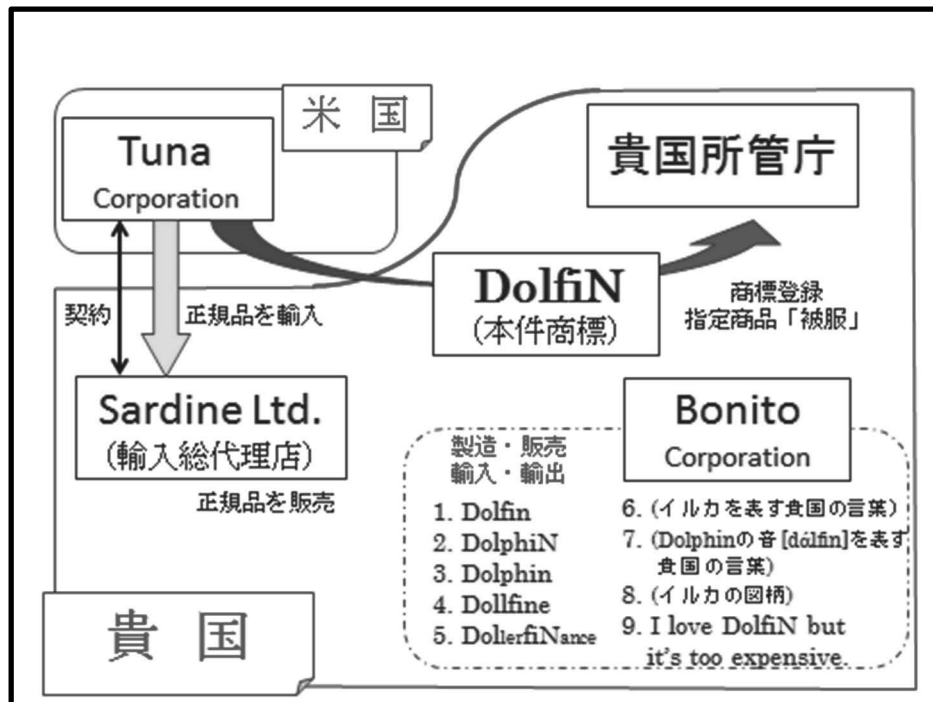 米 国
Tuna
Corporation
貴国所管庁
DolfiN
(本件商標)
商標登録
指定商品「被服」
契約
正規品を輸入
Sardine Ltd.
(輸入総代理店)
正規品を販売
Bonito
Corporation
製造・販売
輸入・輸出
1. Dolfin
2. DolphiN
3. Dolphin
4. Dollfine
5. DollerfiNance
6. (イルカを表す貴国の言葉)
7. (Dolphinの音[dálfin]を表す
貴国の言葉)
8. (イルカの図柄)
9. I love DolfiN but
it's too expensive.
貴 国